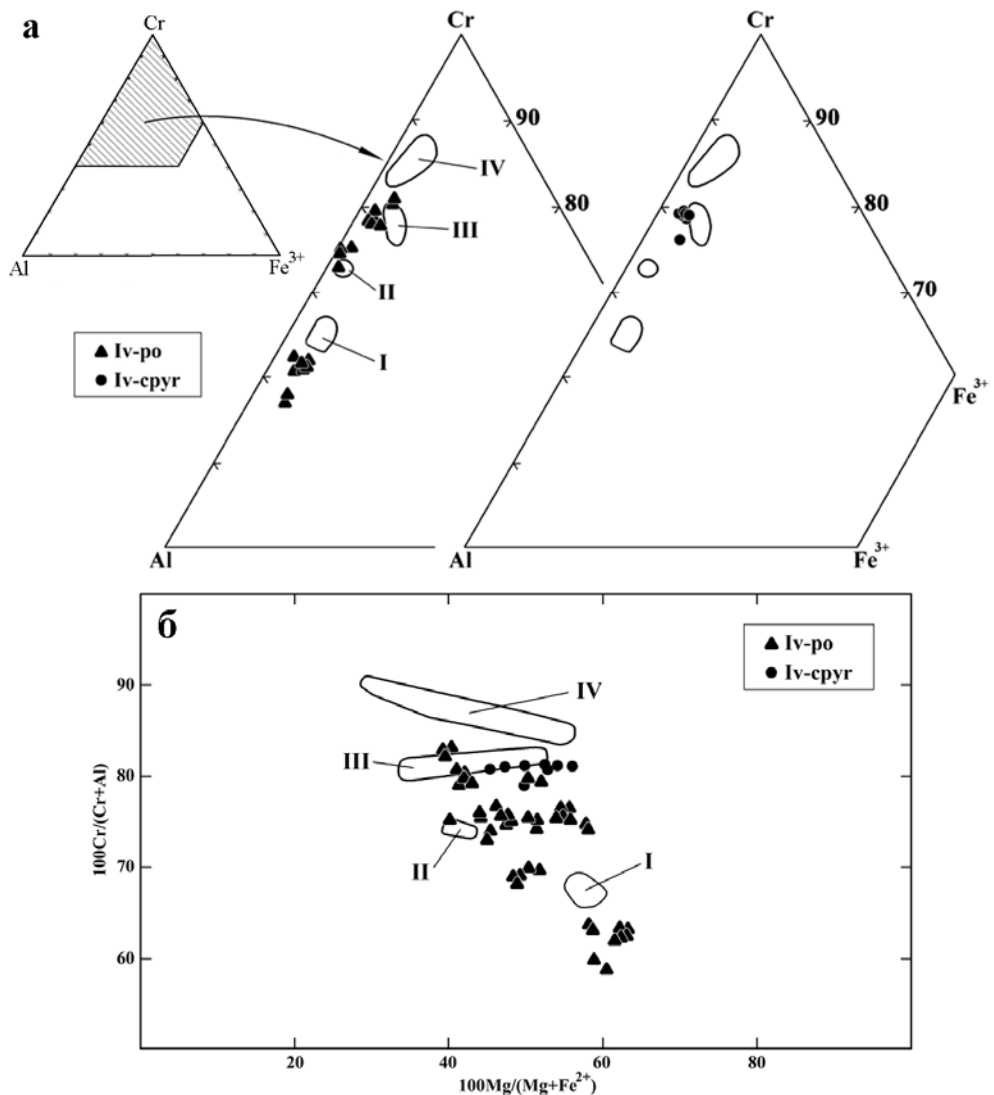 а
Cr
Al
Fe3+
Cr
90
80
IV
III
II
I
Al
Iv-po
Iv-cpyr
Cr
90
80
70
Fe3+
Al
Fe3+
б
Iv-po
Iv-cpyr
IV
III
II
I
90
80
70
60
100Cr/(Cr+Al)
20
40
60
80
100Mg/(Mg+Fe2+)